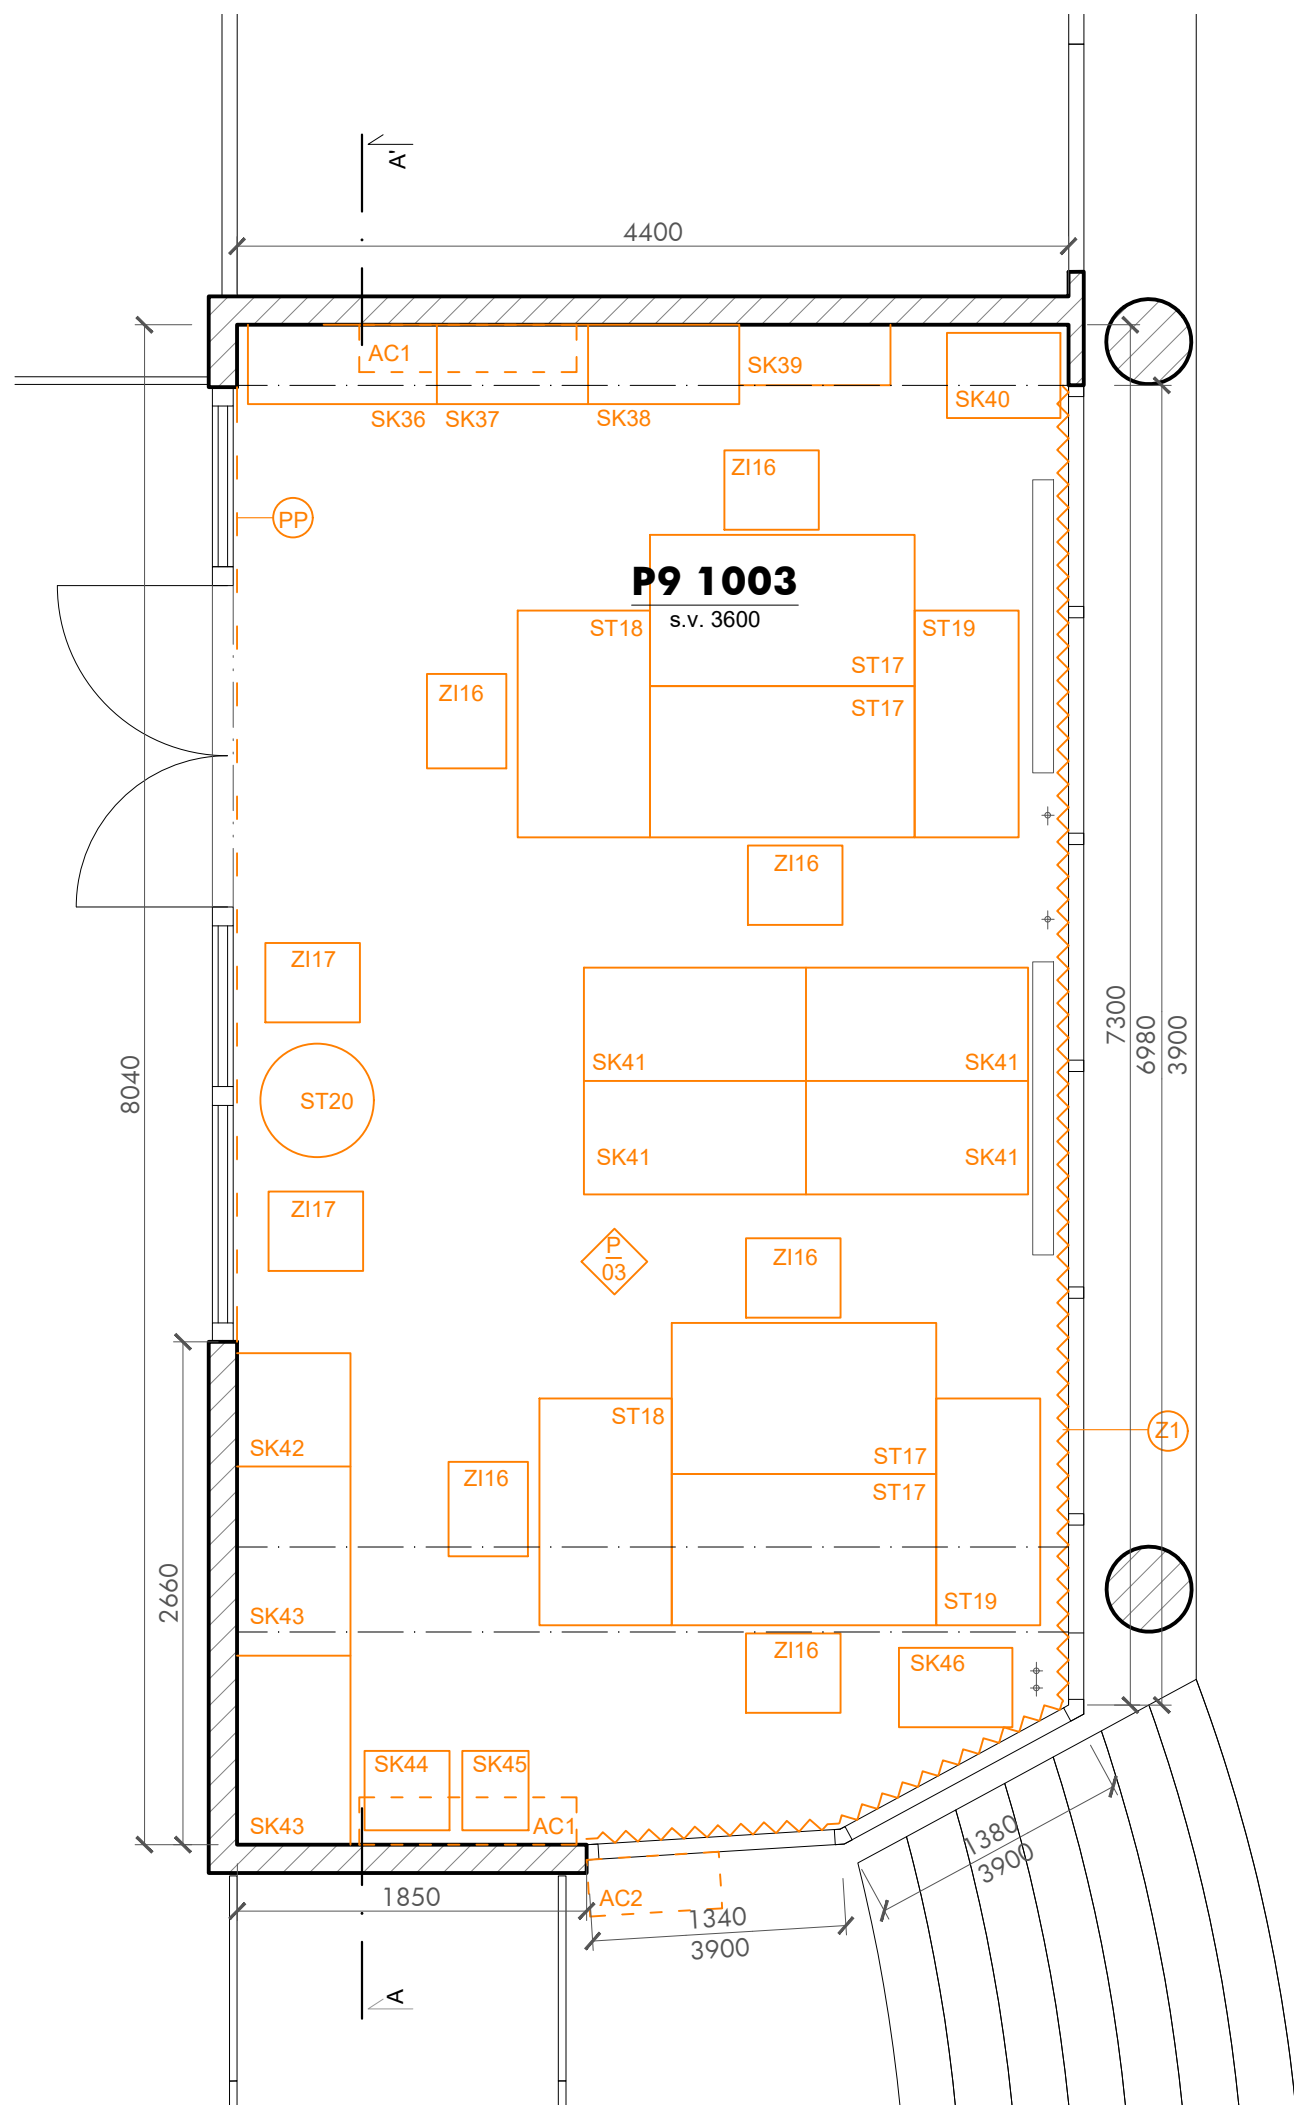 A'
4400
AC1
SK39
SK40
SK36
SK37
SK38
ZI16
PP
P9 1003
s.v. 3600
ST18
ST19
ST17
ZI16
ST17
ZI16
ZI17
SK41
SK41
7300
6980
3900
8040
ST20
SK41
SK41
ZI17
P
03
ZI16
ST18
Z1
SK42
ST17
ZI16
ST17
2660
SK43
ST19
ZI16
SK46
SK44
SK45
SK43
AC1
1380
3900
1850
AC2
1340
3900
A